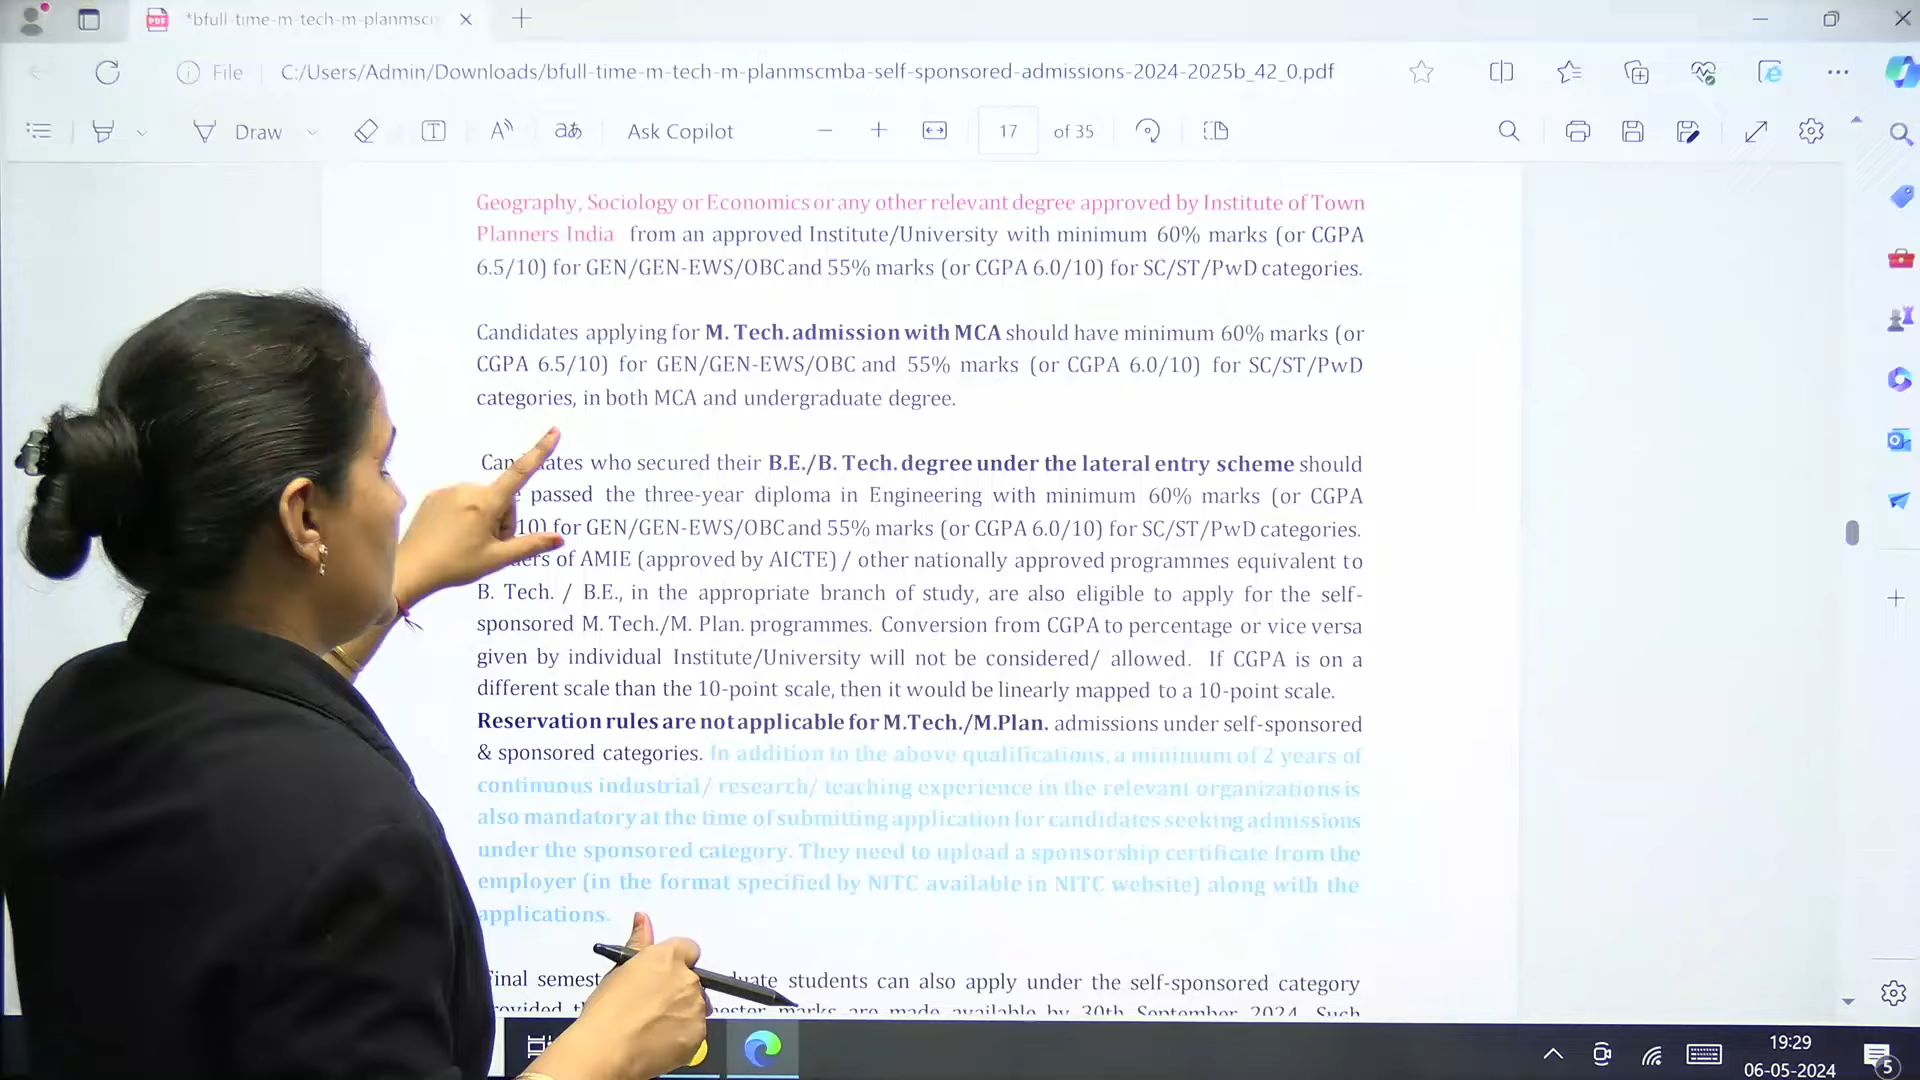 *bfull-time-m-tech-m-planmsc
File
C:/Users/Admin/Downloads/bfull-time-m-tech-m-planmscmba-self-sponsored-admissions-2024-2025b_42_0.pdf
Draw
Ask Copilot
17 of 35
Geography, Sociology or Economics or any other relevant degree approved by Institute of Town
Planners India from an approved Institute/University with minimum 60% marks (or CGPA
6.5/10) for GEN/GEN-EWS/OBC and 55% marks (or CGPA 6.0/10) for SC/ST/PwD categories.
Candidates applying for M. Tech. admission with MCA should have minimum 60% marks (or
CGPA 6.5/10) for GEN/GEN-EWS/OBC and 55% marks (or CGPA 6.0/10) for SC/ST/PwD
categories, in both MCA and undergraduate degree.
who secured their B.E./B. Tech. degree under the lateral entry scheme should
passed the three-year diploma in Engineering with minimum 60% marks (or CGPA
10) for GEN/GEN-EWS/OBC and 55% marks (or CGPA 6.0/10) for SC/ST/PwD categories.
of AMIE (approved by AICTE) / other nationally approved programmes equivalent to
B. Tech. / B.E., in the appropriate branch of study, are also eligible to apply for the self-
sponsored M. Tech./M. Plan. programmes. Conversion from CGPA to percentage or vice versa
given by individual Institute/University will not be considered/ allowed. If CGPA is on a
different scale than the 10-point scale, then it would be linearly mapped to a 10-point scale.
Reservation rules are not applicable for M.Tech./M.Plan. admissions under self-sponsored
& sponsored categories. In addition to the above qualifications, a minimum of 2 years of
continuous industrial/ research/ teaching experience in the relevant organizations is
also mandatory at the time of submitting application for candidates seeking admissions
under the sponsored category. They need to upload a sponsorship certificate from the
employer (in the format specified by NITC available in NITC website) along with the
applications.
students can also apply under the self-sponsored category
marks are made available by 30th September 2024. Such
19:29
06-05-2024
5